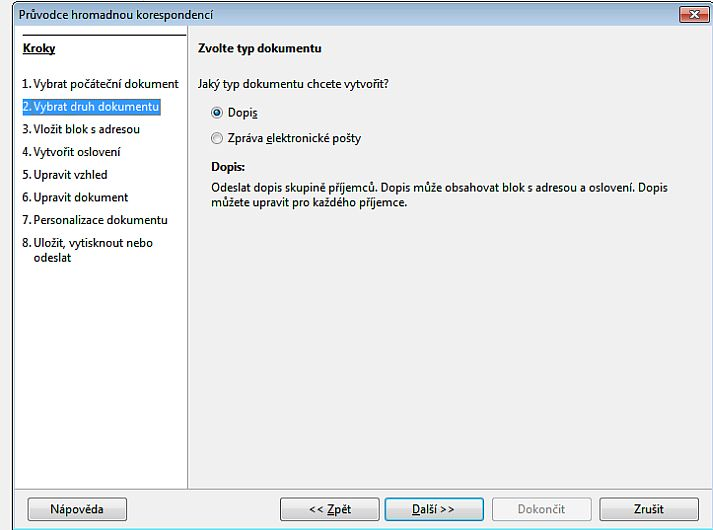 Průvodce hromadnou korespondencí
Kroky
1. Vybrat počáteční dokument
2. Vybrat druh dokumentu
3. Vložit blok s adresou
4. Vytvořit oslovení
5. Upravit vzhled
6. Upravit dokument
7. Personalizace dokumentu
8. Uložit, vytisknout nebo
odeslat
Zvolte typ dokumentu
Jaký typ dokumentu chcete vytvořit?
Dopis
Zpráva elektronické pošty
Dopis:
Odeslat dopis skupině příjemců. Dopis může obsahovat blok s adresou a oslovení. Dopis
můžete upravit pro každého příjemce.
Nápověda
<< Zpět
Další >>
Dokončit
Zrušit